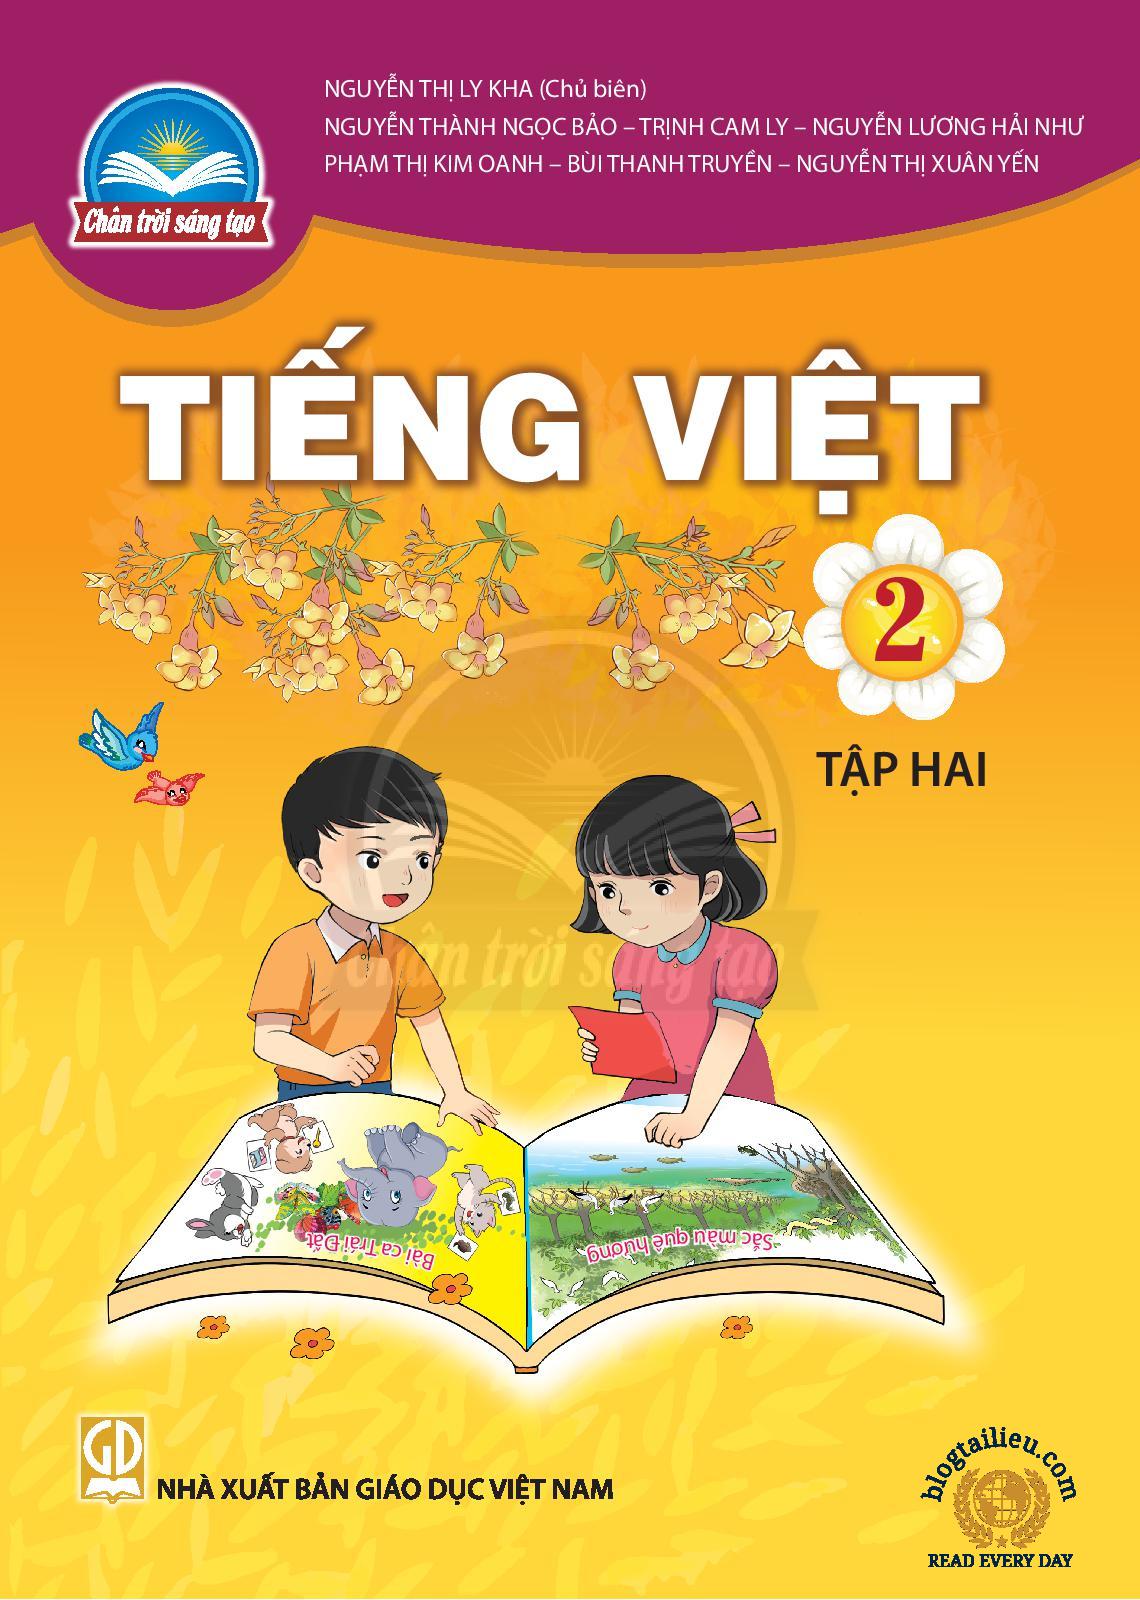 NGUYỄN THỊ LY KHA (Chủ biên)
NGUYỄN THÀNH NGỌC BẢO – TRỊNH CAM LY – NGUYỄN LƯƠNG HẢI NHƯ
PHẠM THỊ KIM OANH – BÙI THANH TRUYỀN – NGUYỄN THỊ XUÂN YẾN
Chân trời sáng tạo
TIẾNG VIỆT
2
TẬP HAI
Chân trời sáng tạo
Bài ca Trái Đất
Sắc màu quê hương
GD
NHÀ XUẤT BẢN GIÁO DỤC VIỆT NAM
blogtailieu.com
READ EVERY DAY